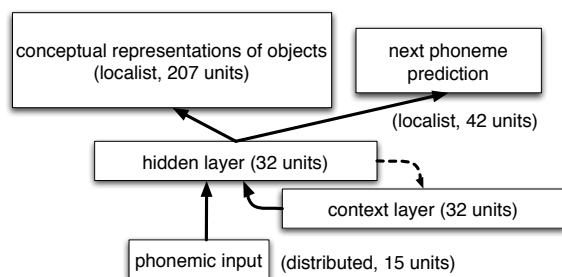 conceptual representations of objects
(localist, 207 units)
next phoneme
prediction
(localist, 42 units)
hidden layer (32 units)
context layer (32 units)
phonemic input
(distributed, 15 units)